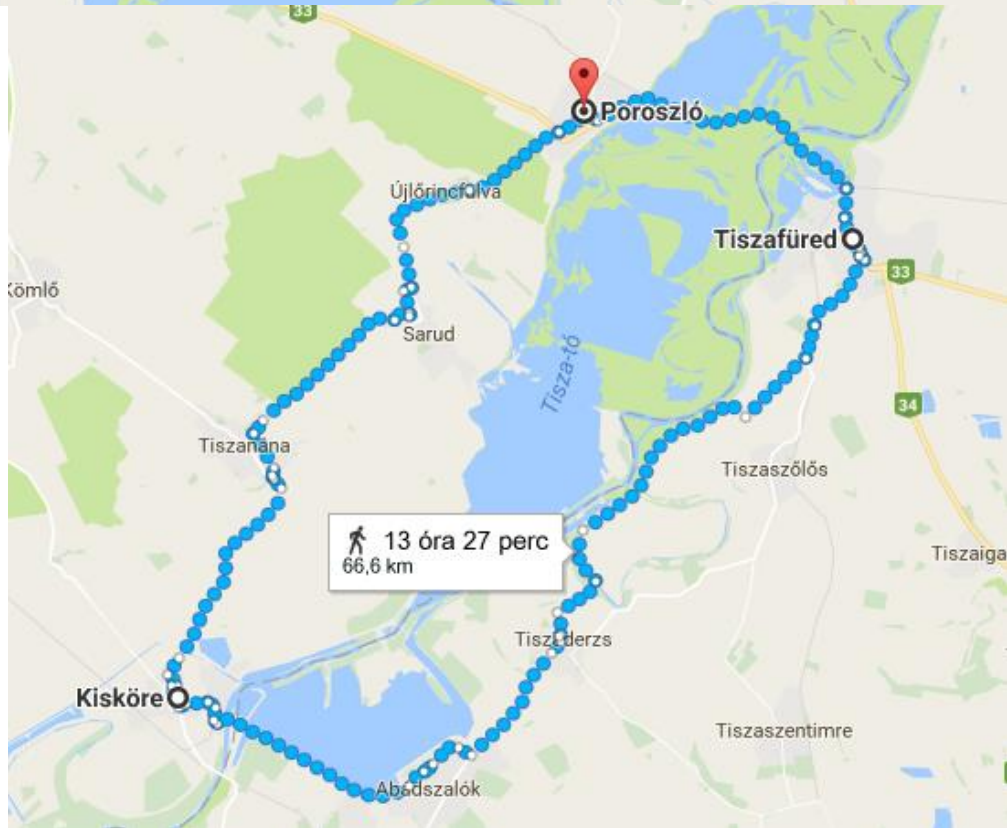 33
Poroszló
Újlőrincfalva
Tiszafüred
33
Kömlő
Sarud
Tisza-tó
34
Tiszanána
Tiszaszőlős
13 óra 27 perc
66,6 km
Tiszaiga
Tiszaderzs
Kisköre
Tiszaszentimre
Abádszalók